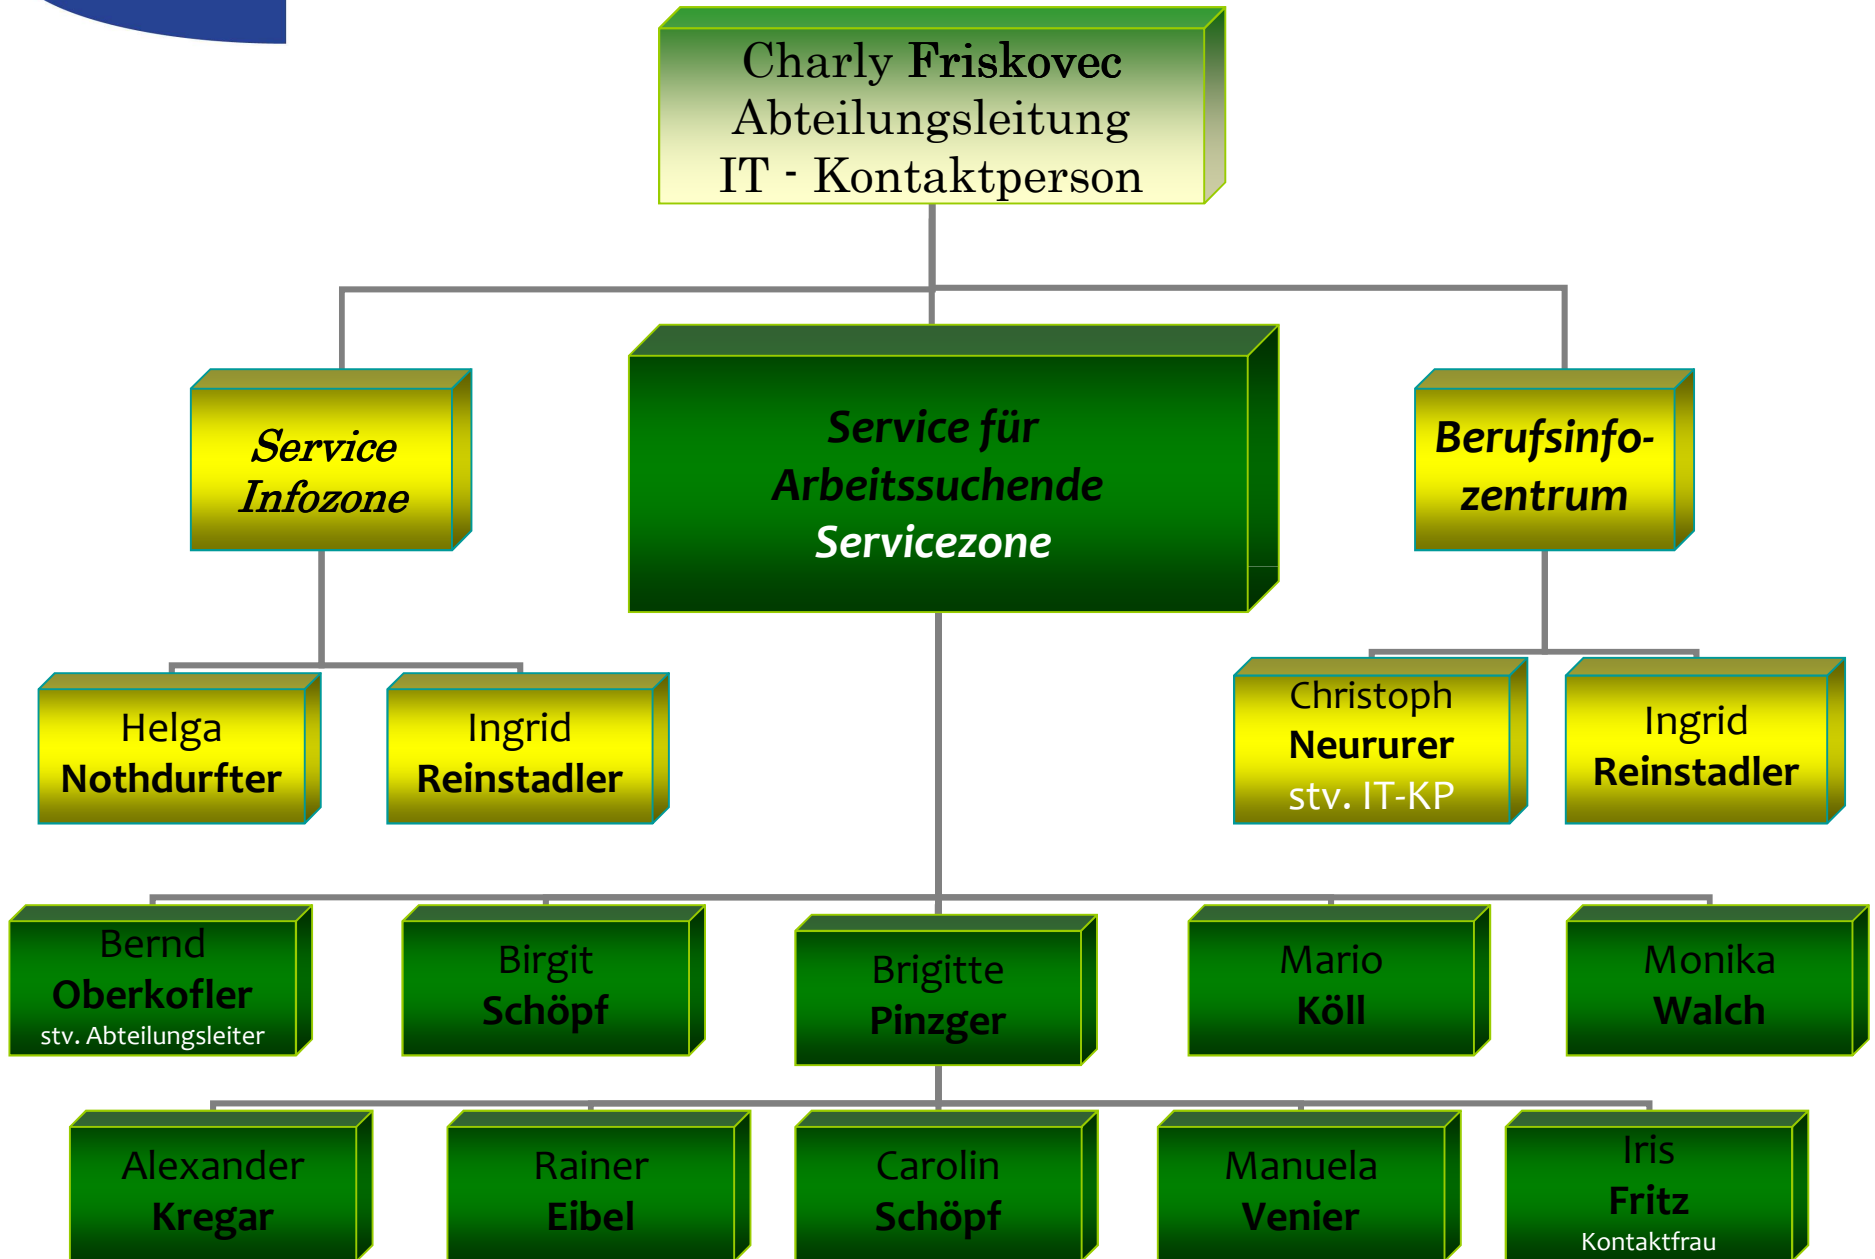 Charly Friskovec
Abteilungsleitung
IT - Kontaktperson
Service
Infozone
Service für
Arbeitssuchende
Servicezone
Berufsinfo-
zentrum
Helga
Nothdurfter
Ingrid
Reinstadler
Christoph
Neururer
stv. IT-KP
Ingrid
Reinstadler
Bernd
Oberkofler
stv. Abteilungsleiter
Birgit
Schöpf
Brigitte
Pinzger
Mario
Köll
Monika
Walch
Alexander
Kregar
Rainer
Eibel
Carolin
Schöpf
Manuela
Venier
Iris
Fritz
Kontaktfrau